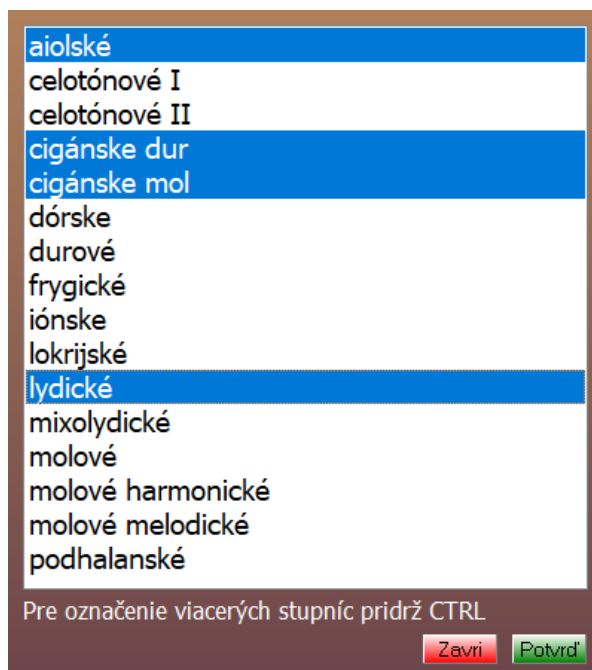 aiolské
celotónové I
celotónové II
cigánske dur
cigánske mol
dórske
durové
frygické
iónske
lokrijské
lydické
mixolydické
molové
molové harmonické
molové melodické
podhalanské
Pre označenie viacerých stupníc pridrž CTRL
Zavri Potvrď